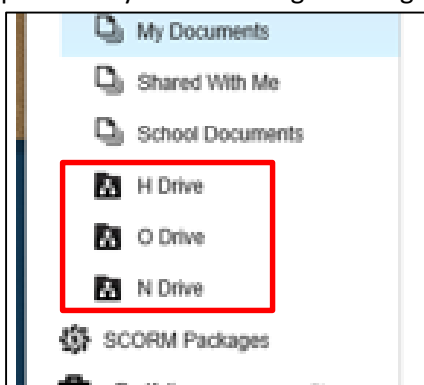 My Documents
Shared With Me
School Documents
H Drive
O Drive
N Drive
SCORM Packages